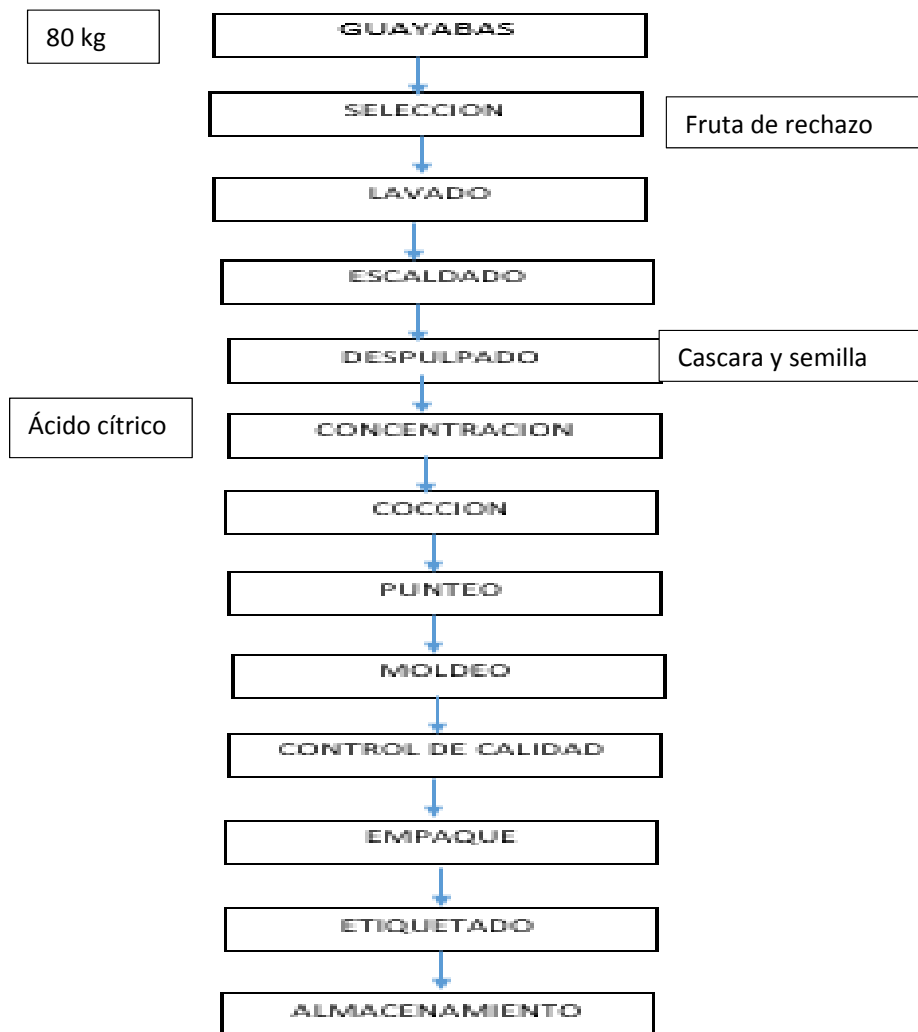 80 kg
GUAYABAS
SELECCION
Fruta de rechazo
LAVADO
ESCALDADO
DESPULPADO
Cascara y semilla
Ácido cítrico
CONCENTRACION
COCCION
PUNTEO
MOLDEO
CONTROL DE CALIDAD
EMPAQUE
ETIQUETADO
ALMACENAMIENTO